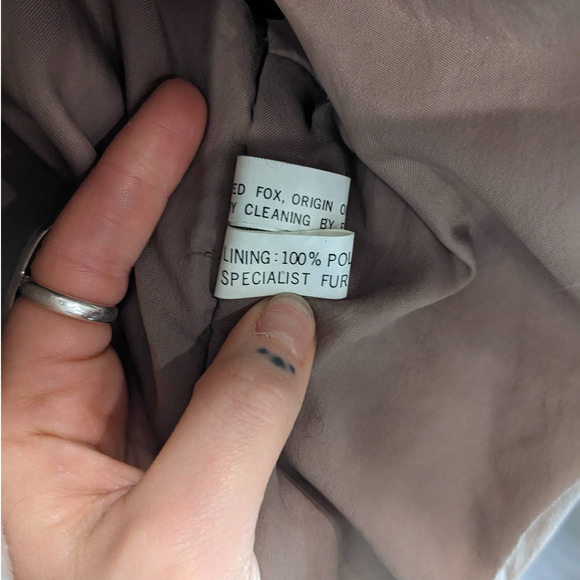 ED FOX, ORIGIN O
Y CLEANING BY
LINING: 100% POL
SPECIALIST FUR